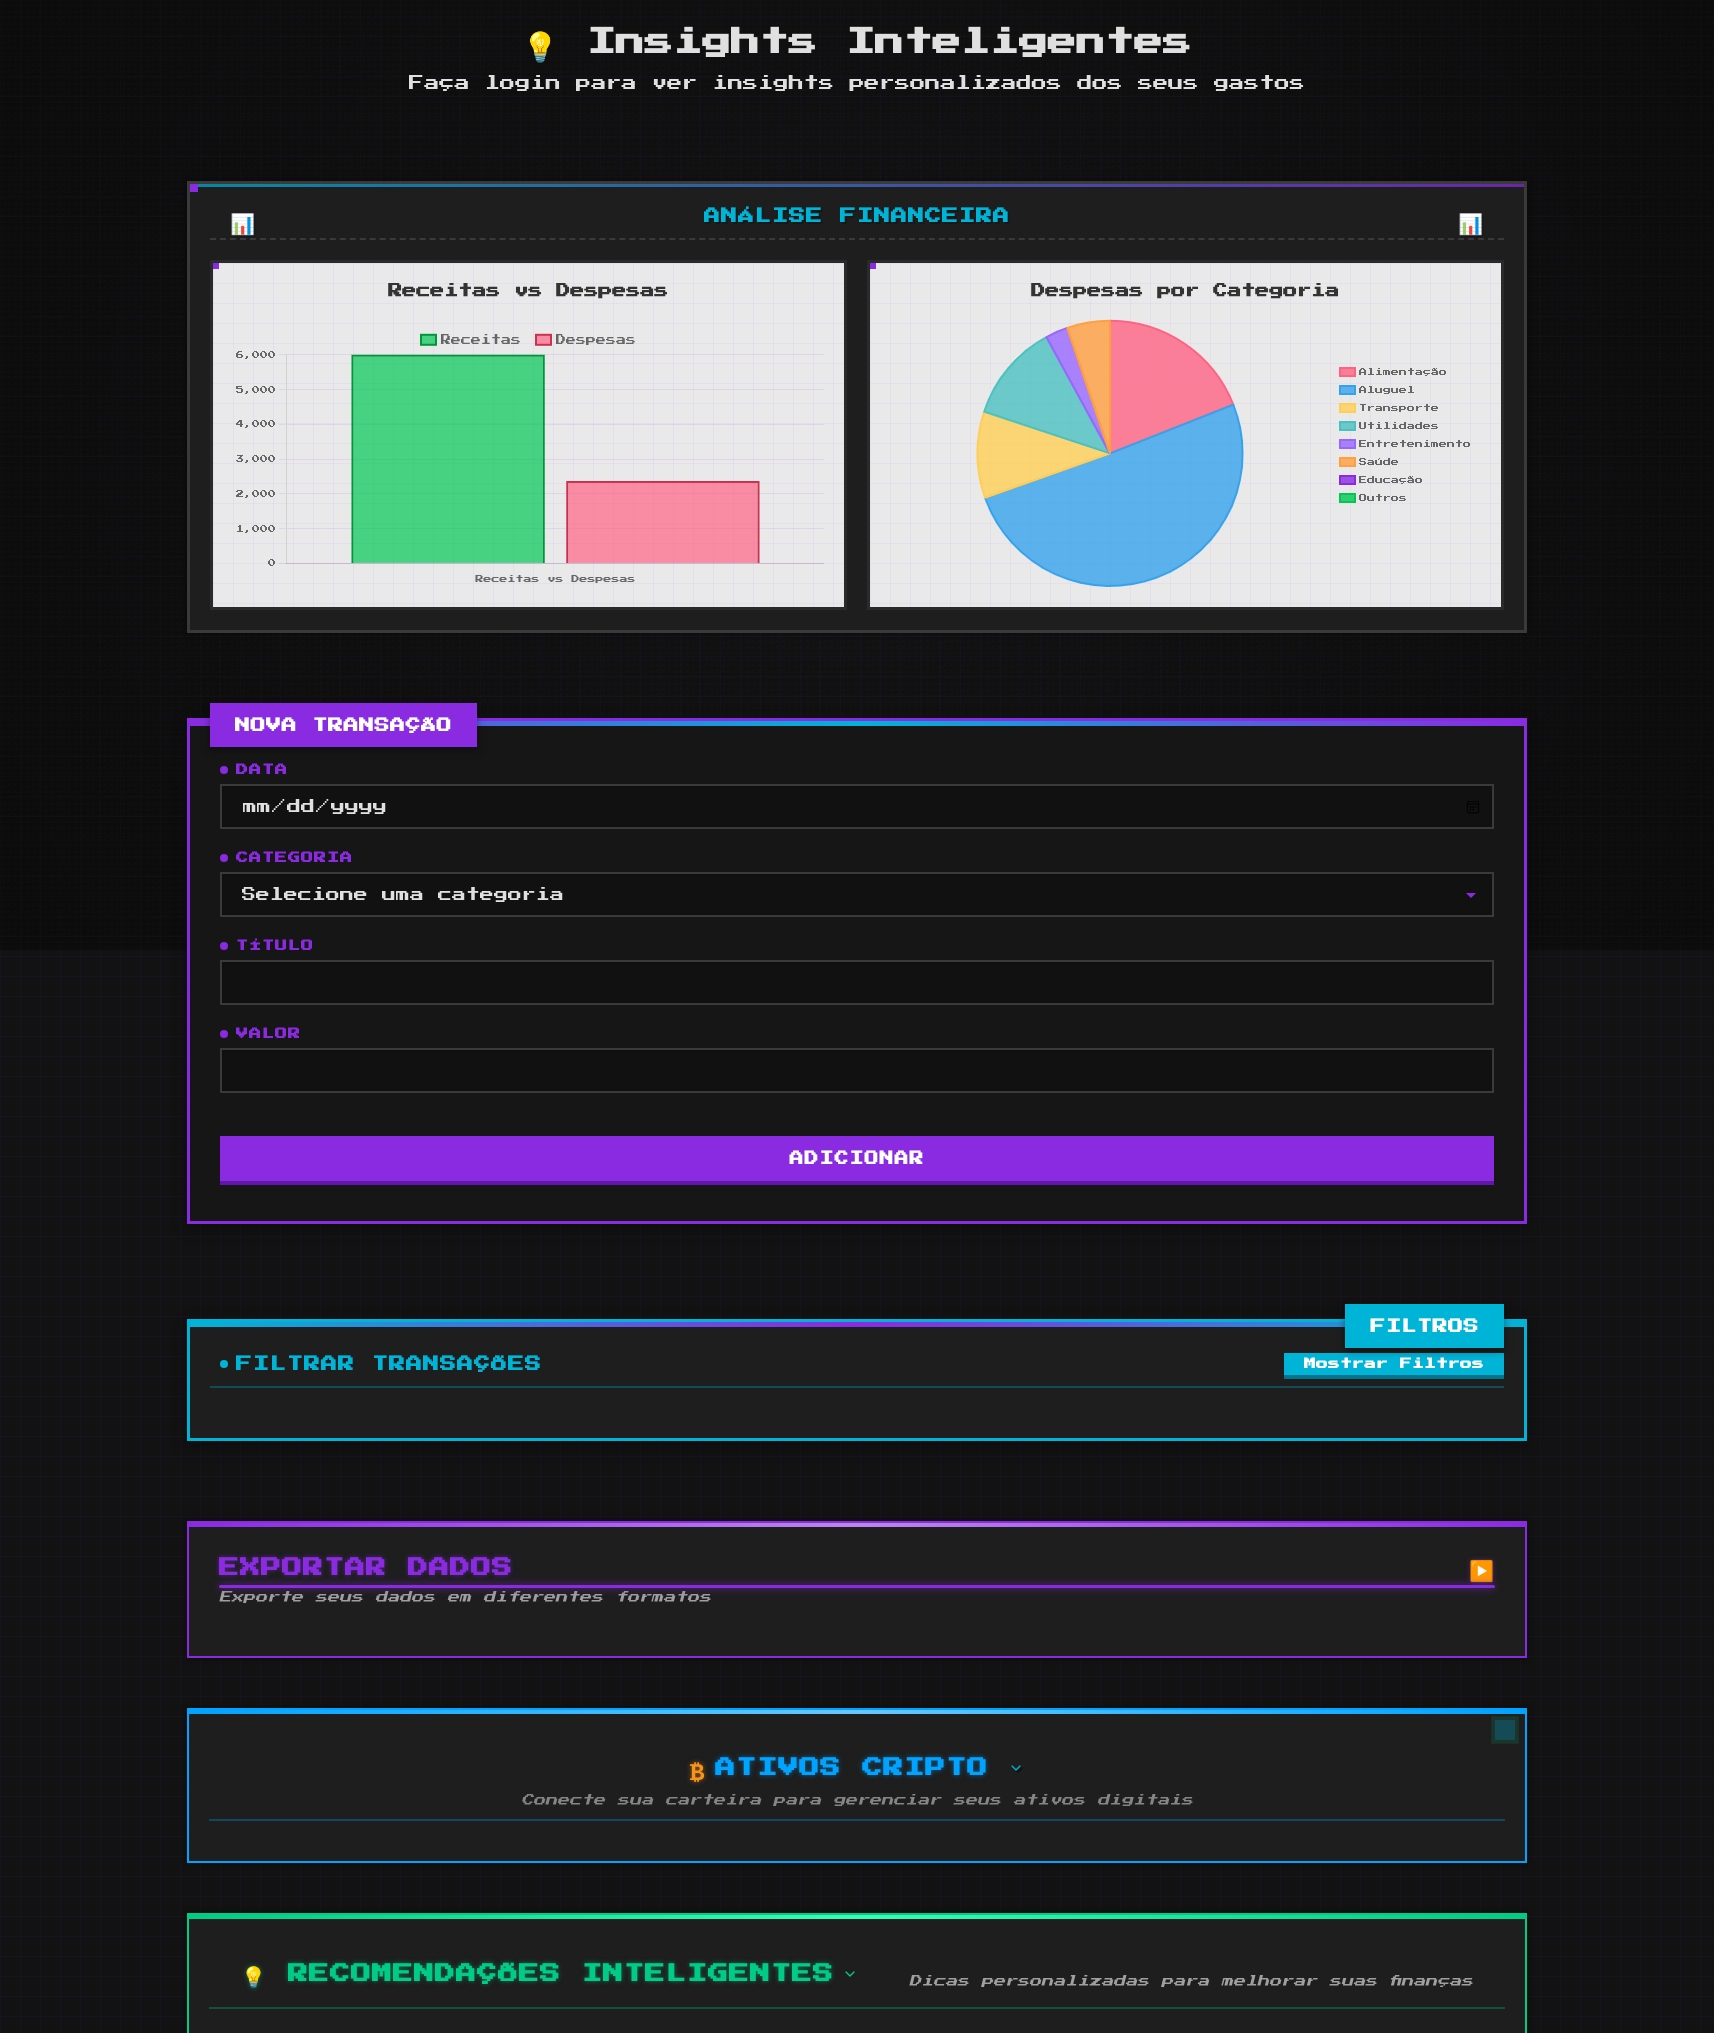 💡 Insights Inteligentes
Faça login para ver insights personalizados dos seus gastos
ANÁLISE FINANCEIRA
Receitas vs Despesas
Receitas Despesas
6,000
5,000
4,000
3,000
2,000
1,000
0
Receitas vs Despesas
Despesas por Categoria
Alimentação
Aluguel
Transporte
Utilidades
Entretenimento
Saúde
Educação
Outros
NOVA TRANSAÇÃO
DATA
mm/dd/yyyy
CATEGORIA
Selecione uma categoria
TÍTULO
VALOR
ADICIONAR
FILTROS
FILTRAR TRANSAÇÕES
Mostrar Filtros
EXPORTAR DADOS
Exporte seus dados em diferentes formatos
₿ ATIVOS CRIPTO
Conecte sua carteira para gerenciar seus ativos digitais
💡 RECOMENDAÇÕES INTELIGENTES
Dicas personalizadas para melhorar suas finanças